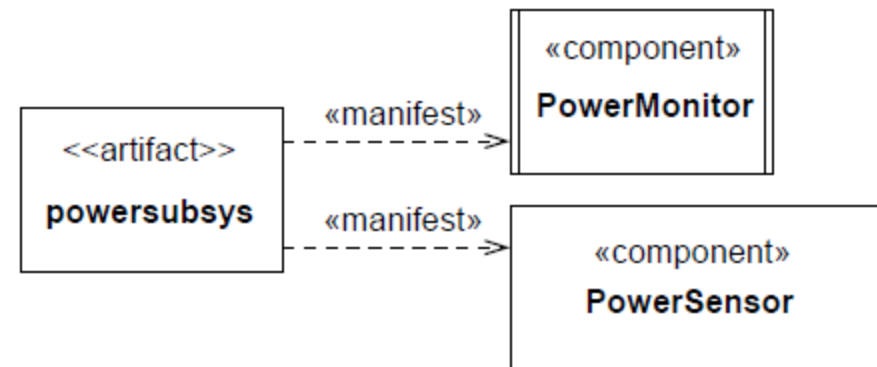 «component»
PowerMonitor
«manifest»
<<artifact>>
powersubsys
«manifest»
«component»
PowerSensor